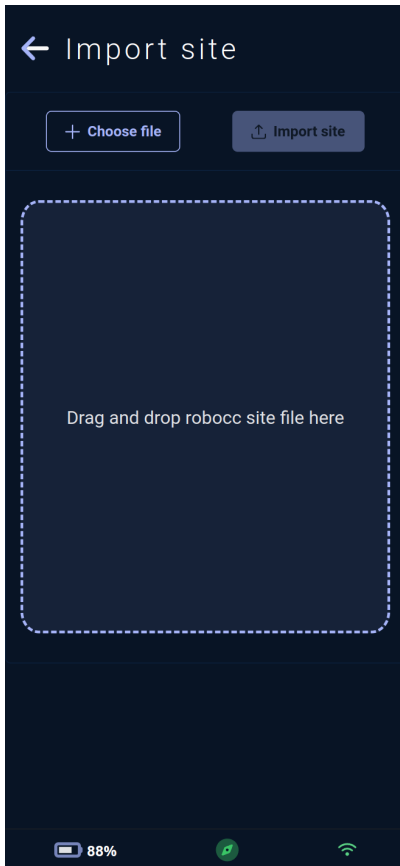 Import site
Choose file
Import site
Drag and drop robocc site file here
88%